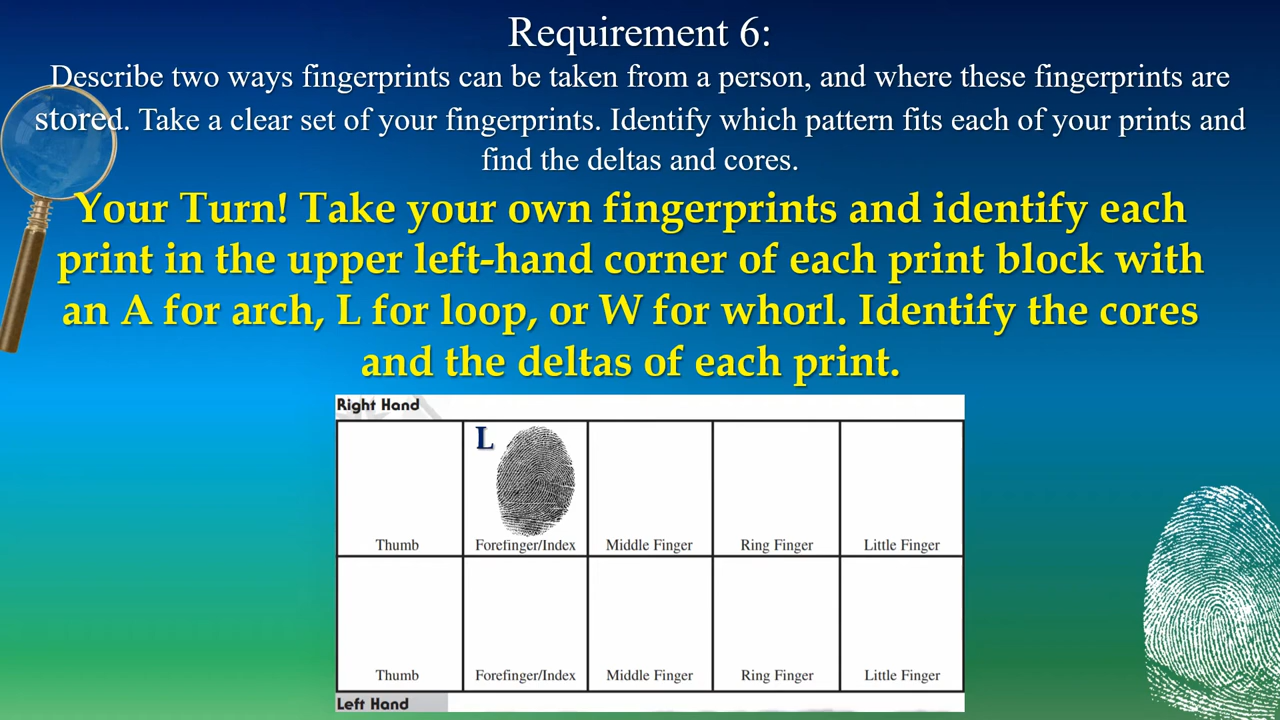 Requirement 6:
Describe two ways fingerprints can be taken from a person, and where these fingerprints are
stored. Take a clear set of your fingerprints. Identify which pattern fits each of your prints and
find the deltas and cores.
Your Turn! Take your own fingerprints and identify each
print in the upper left-hand corner of each print block with
an A for arch, L for loop, or W for whorl. Identify the cores
and the deltas of each print.
Right Hand
L
Thumb Forefinger/Index Middle Finger Ring Finger Little Finger
Thumb Forefinger/Index Middle Finger Ring Finger Little Finger
Left Hand